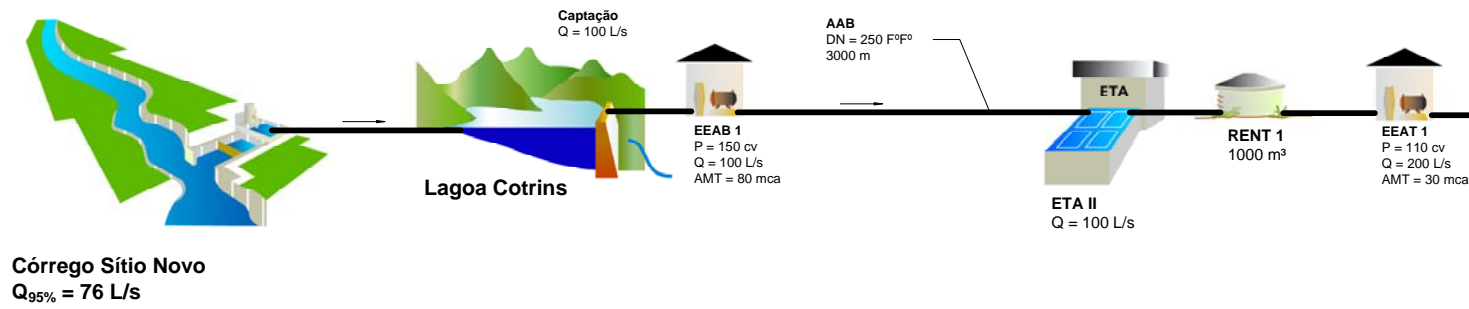 Captação
Q = 100 L/s
AAB
DN = 250 FºFº
3000 m
ETA
EEAB 1
P = 150 cv
Q = 100 L/s
AMT = 80 mca
RENT 1
1000 m³
EEAT 1
P = 110 cv
Q = 200 L/s
AMT = 30 mca
Lagoa Cotrins
ETA II
Q = 100 L/s
Córrego Sítio Novo
Q95% = 76 L/s